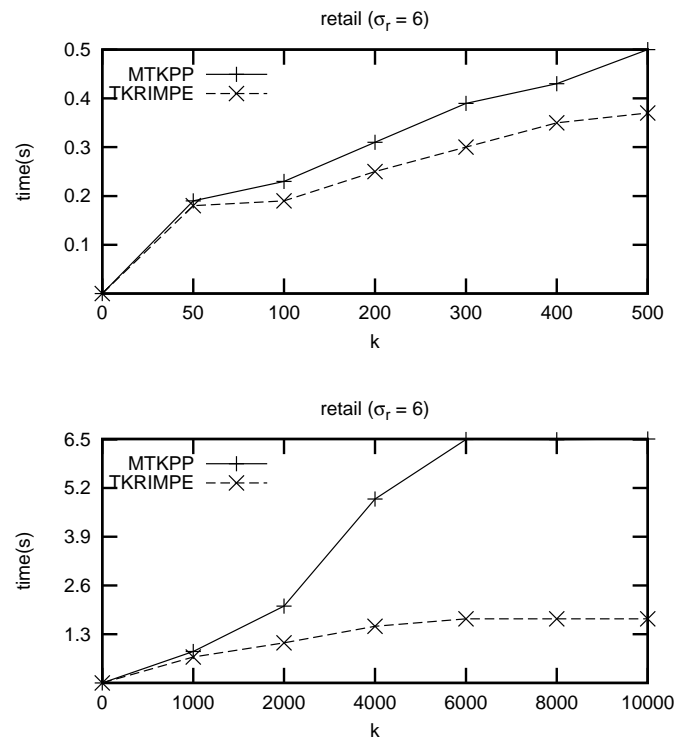 retail (σr = 6)
0.5
MTKPP
TKRIMPE
0.4
0.3
time(s)
0.2
0.1
0 50 100 200 300 400 500
k
retail (σr = 6)
6.5
MTKPP
TKRIMPE
5.2
3.9
time(s)
2.6
1.3
0 1000 2000 4000 6000 8000 10000
k